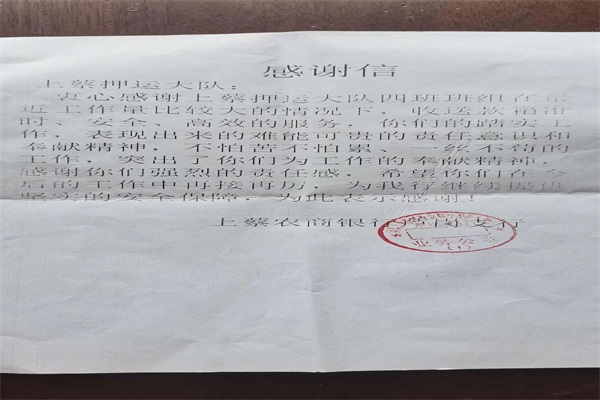 感谢信
上蔡押运大队:
衷心感谢上蔡押运大队四班班组在最
近工作量比较大的情况下,收送款箱准
时、安全、高效的服务,你们的踏实工
作,表现出来的难能可贵的责任意识和
奉献精神,不怕苦不怕累、一丝不苟的
工作,突出了你们为工作的奉献精神,
感谢你们强烈的责任感,希望你们在今
后的工作中再接再厉,为我行继续提供
坚实的安全保障,为此表示感谢!
上蔡农商银行 支行
业务公章
(1)